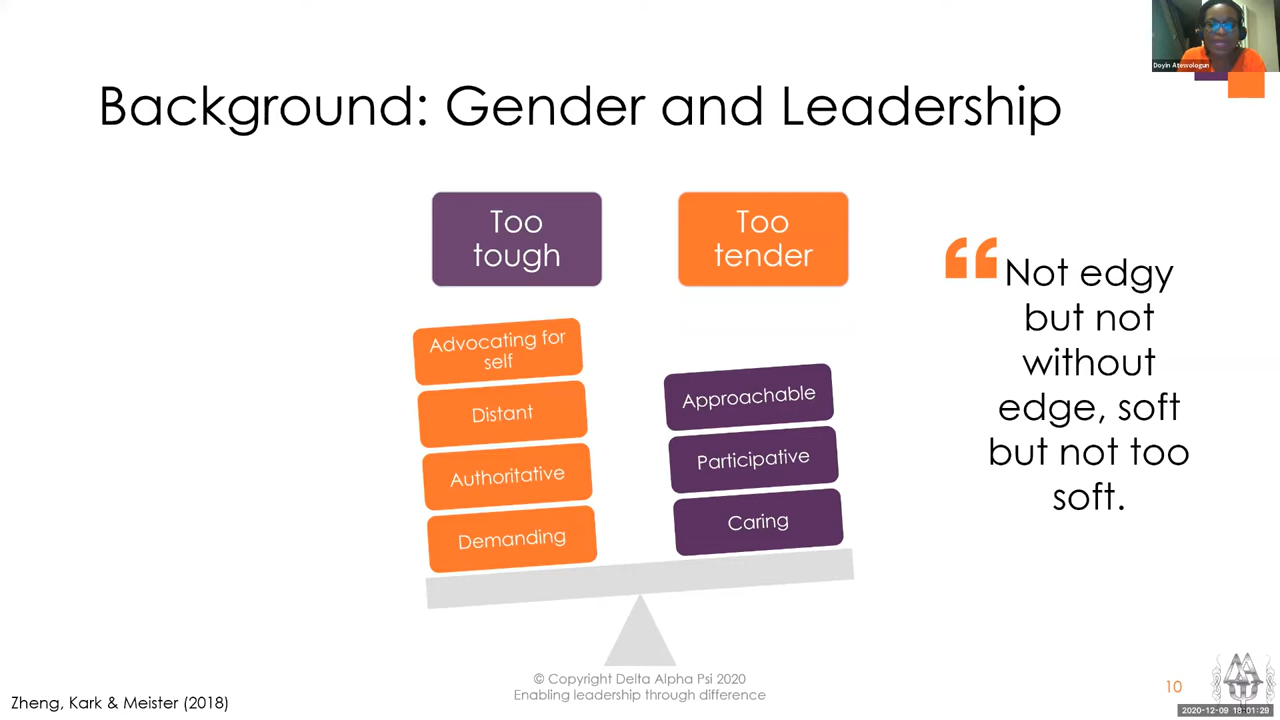 Doyin Atewologun
Background: Gender and Leadership
Too
tough
Too
tender
Advocating for
self
Distant
Authoritative
Demanding
Approachable
Participative
Caring
“Not edgy
but not
without
edge, soft
but not too
soft.
© Copyright Delta Alpha Psi 2020
Enabling leadership through difference
Zheng, Kark & Meister (2018)
10
2020-12-09 18:01:29